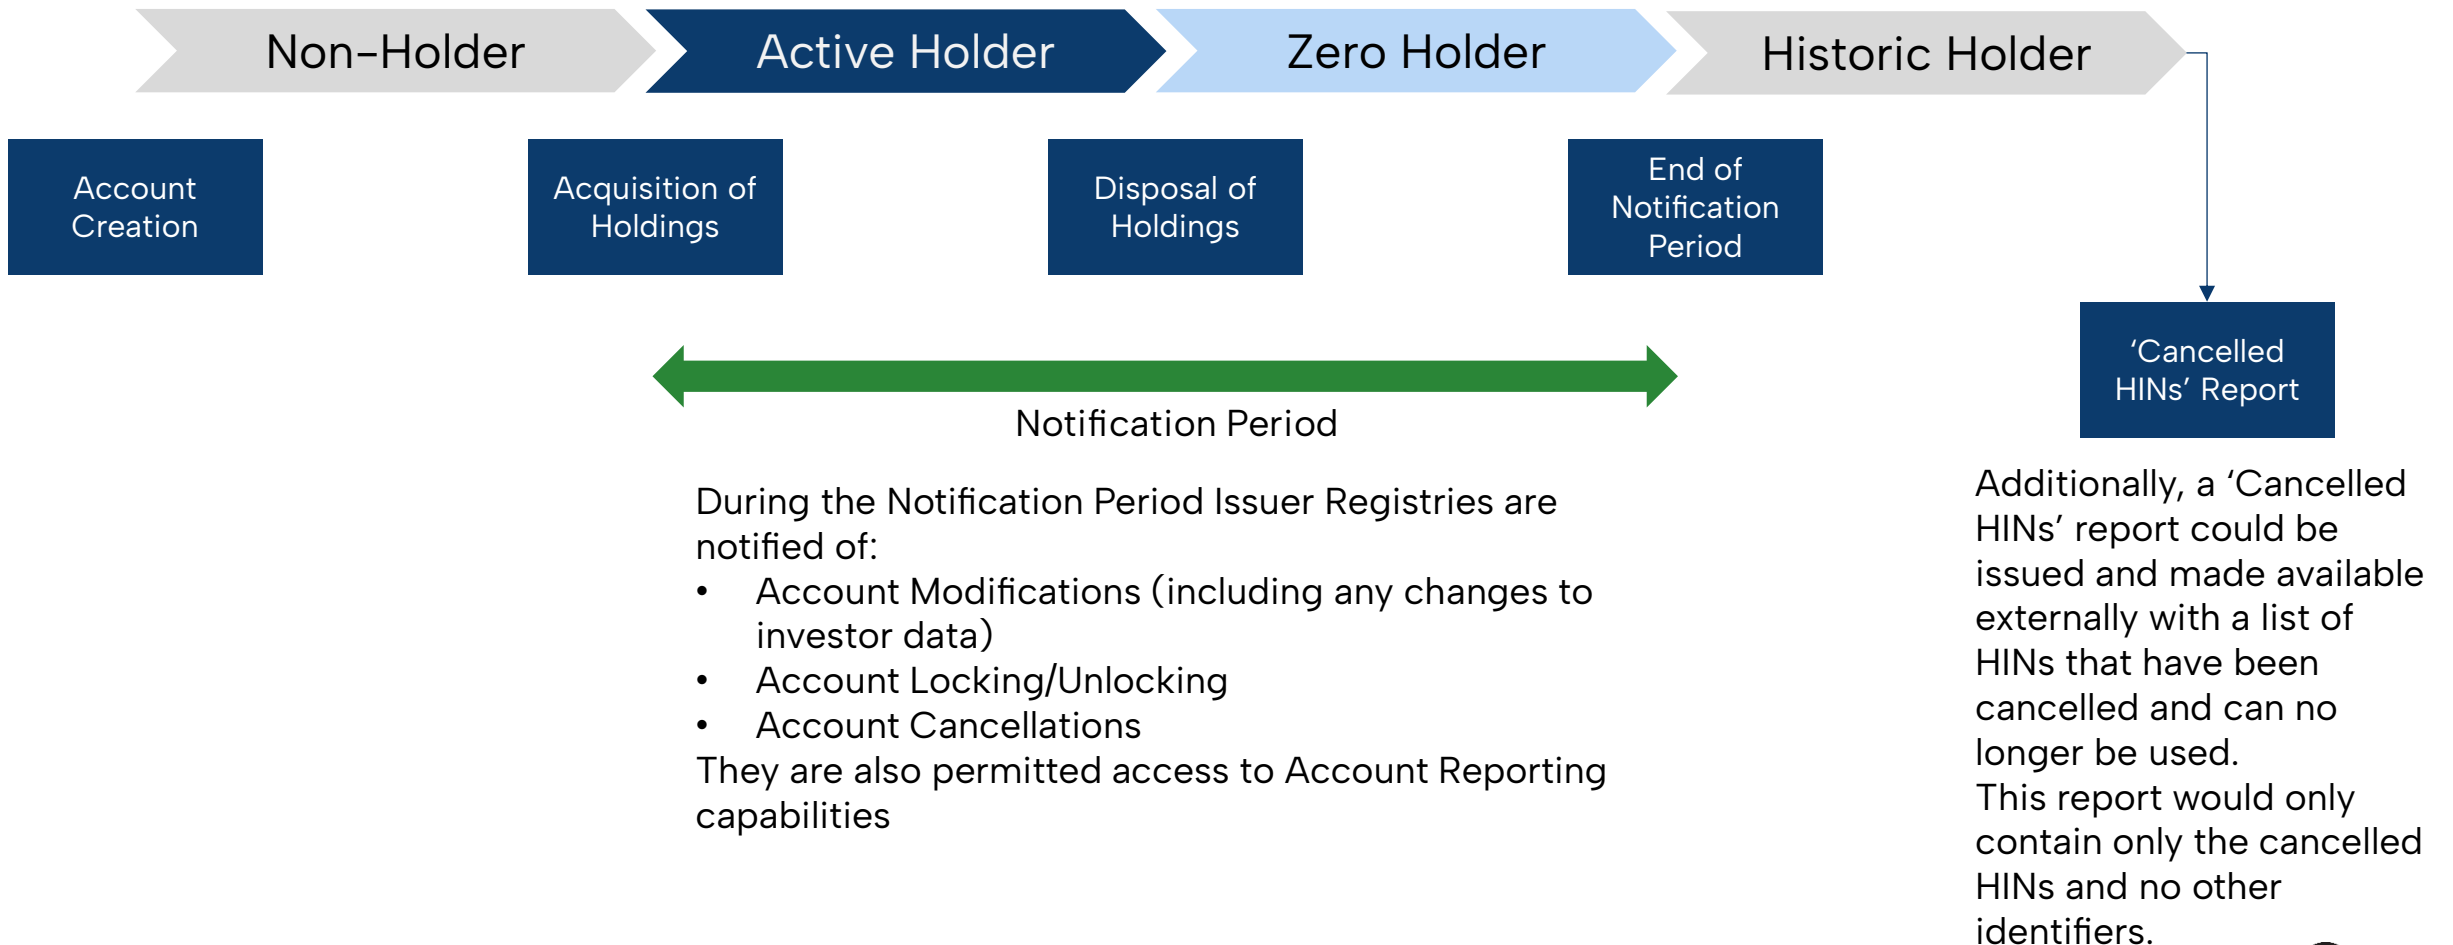 Non-Holder
Active Holder
Zero Holder
Historic Holder
Account
Creation
Acquisition of
Holdings
Disposal of
Holdings
End of
Notification
Period
‘Cancelled
HINs’ Report
Notification Period
During the Notification Period Issuer Registries are
notified of:
• Account Modifications (including any changes to
investor data)
• Account Locking/Unlocking
• Account Cancellations
They are also permitted access to Account Reporting
capabilities
Additionally, a ‘Cancelled
HINs’ report could be
issued and made available
externally with a list of
HINs that have been
cancelled and can no
longer be used.
This report would only
contain only the cancelled
HINs and no other
identifiers.